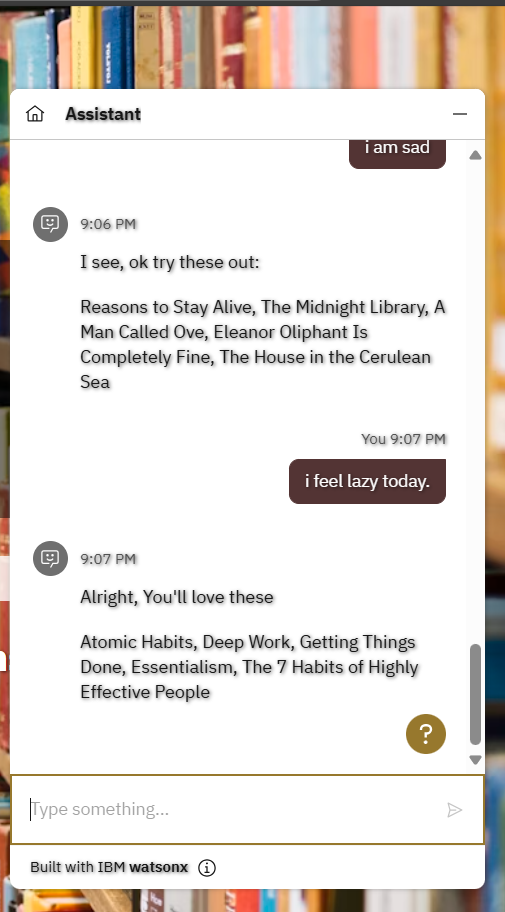 TOLSTOJ
Assistant
i am sad
9:06 PM
I see, ok try these out:
Reasons to Stay Alive, The Midnight Library, A
Man Called Ove, Eleanor Oliphant Is
Completely Fine, The House in the Cerulean
Sea
You 9:07 PM
i feel lazy today.
9:07 PM
Alright, You'll love these
Atomic Habits, Deep Work, Getting Things
Done, Essentialism, The 7 Habits of Highly
Effective People
?
Type something...
Built with IBM watsonx